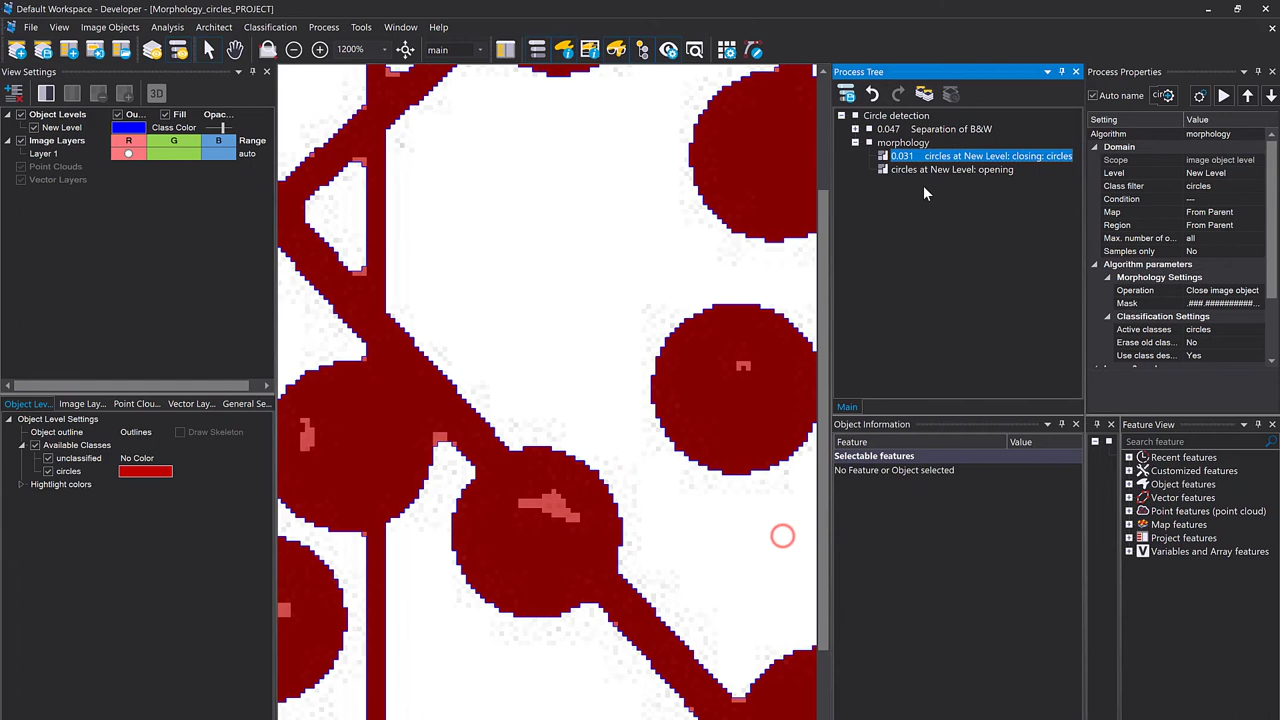 Default Workspace - Developer - [Morphology_circles_PROJECT]
File View Image Objects Analysis Architect Classification Process Tools Window Help
1200% main
View Settings
3D
Object Levels Ou... Fill Opac...
New Level Class Color
Image Layers R G B Range
Layer 1 auto
Point Clouds
Vector Layers
Object Lev... Image Lay... Point Clou... Vector Lay... General Se...
Object Level Settings
Object outline Outlines Draw Skeleton
Available Classes
unclassified No Color
circles
Hightlight colors
Process Tree
Circle detection
0.047 Separation of B&W
morphology
0.031 circles at New Level: closing: circles
circles at New Level: opening
Main
Object Information
Feature Value
Selectable features
No Feature or Object selected
Process Properties
Auto name
Setting Value
Algorithm morphology
Domain
Scope image object level
Level New Level
Class filter circles
Condition ---
Map From Parent
Region From Parent
Max. number of o... all
Samples only No
Algorithm parameters
Morphology Settings
Operation Close image object
Mask .###.##########...
Classification Settings
Active classes circles
Erase old clas... No
Use class des... Yes
Feature View
Search feature
Recent features
Customized features
Object features
Vector features
Point features (point cloud)
Map features
Project features
Variables and Array features